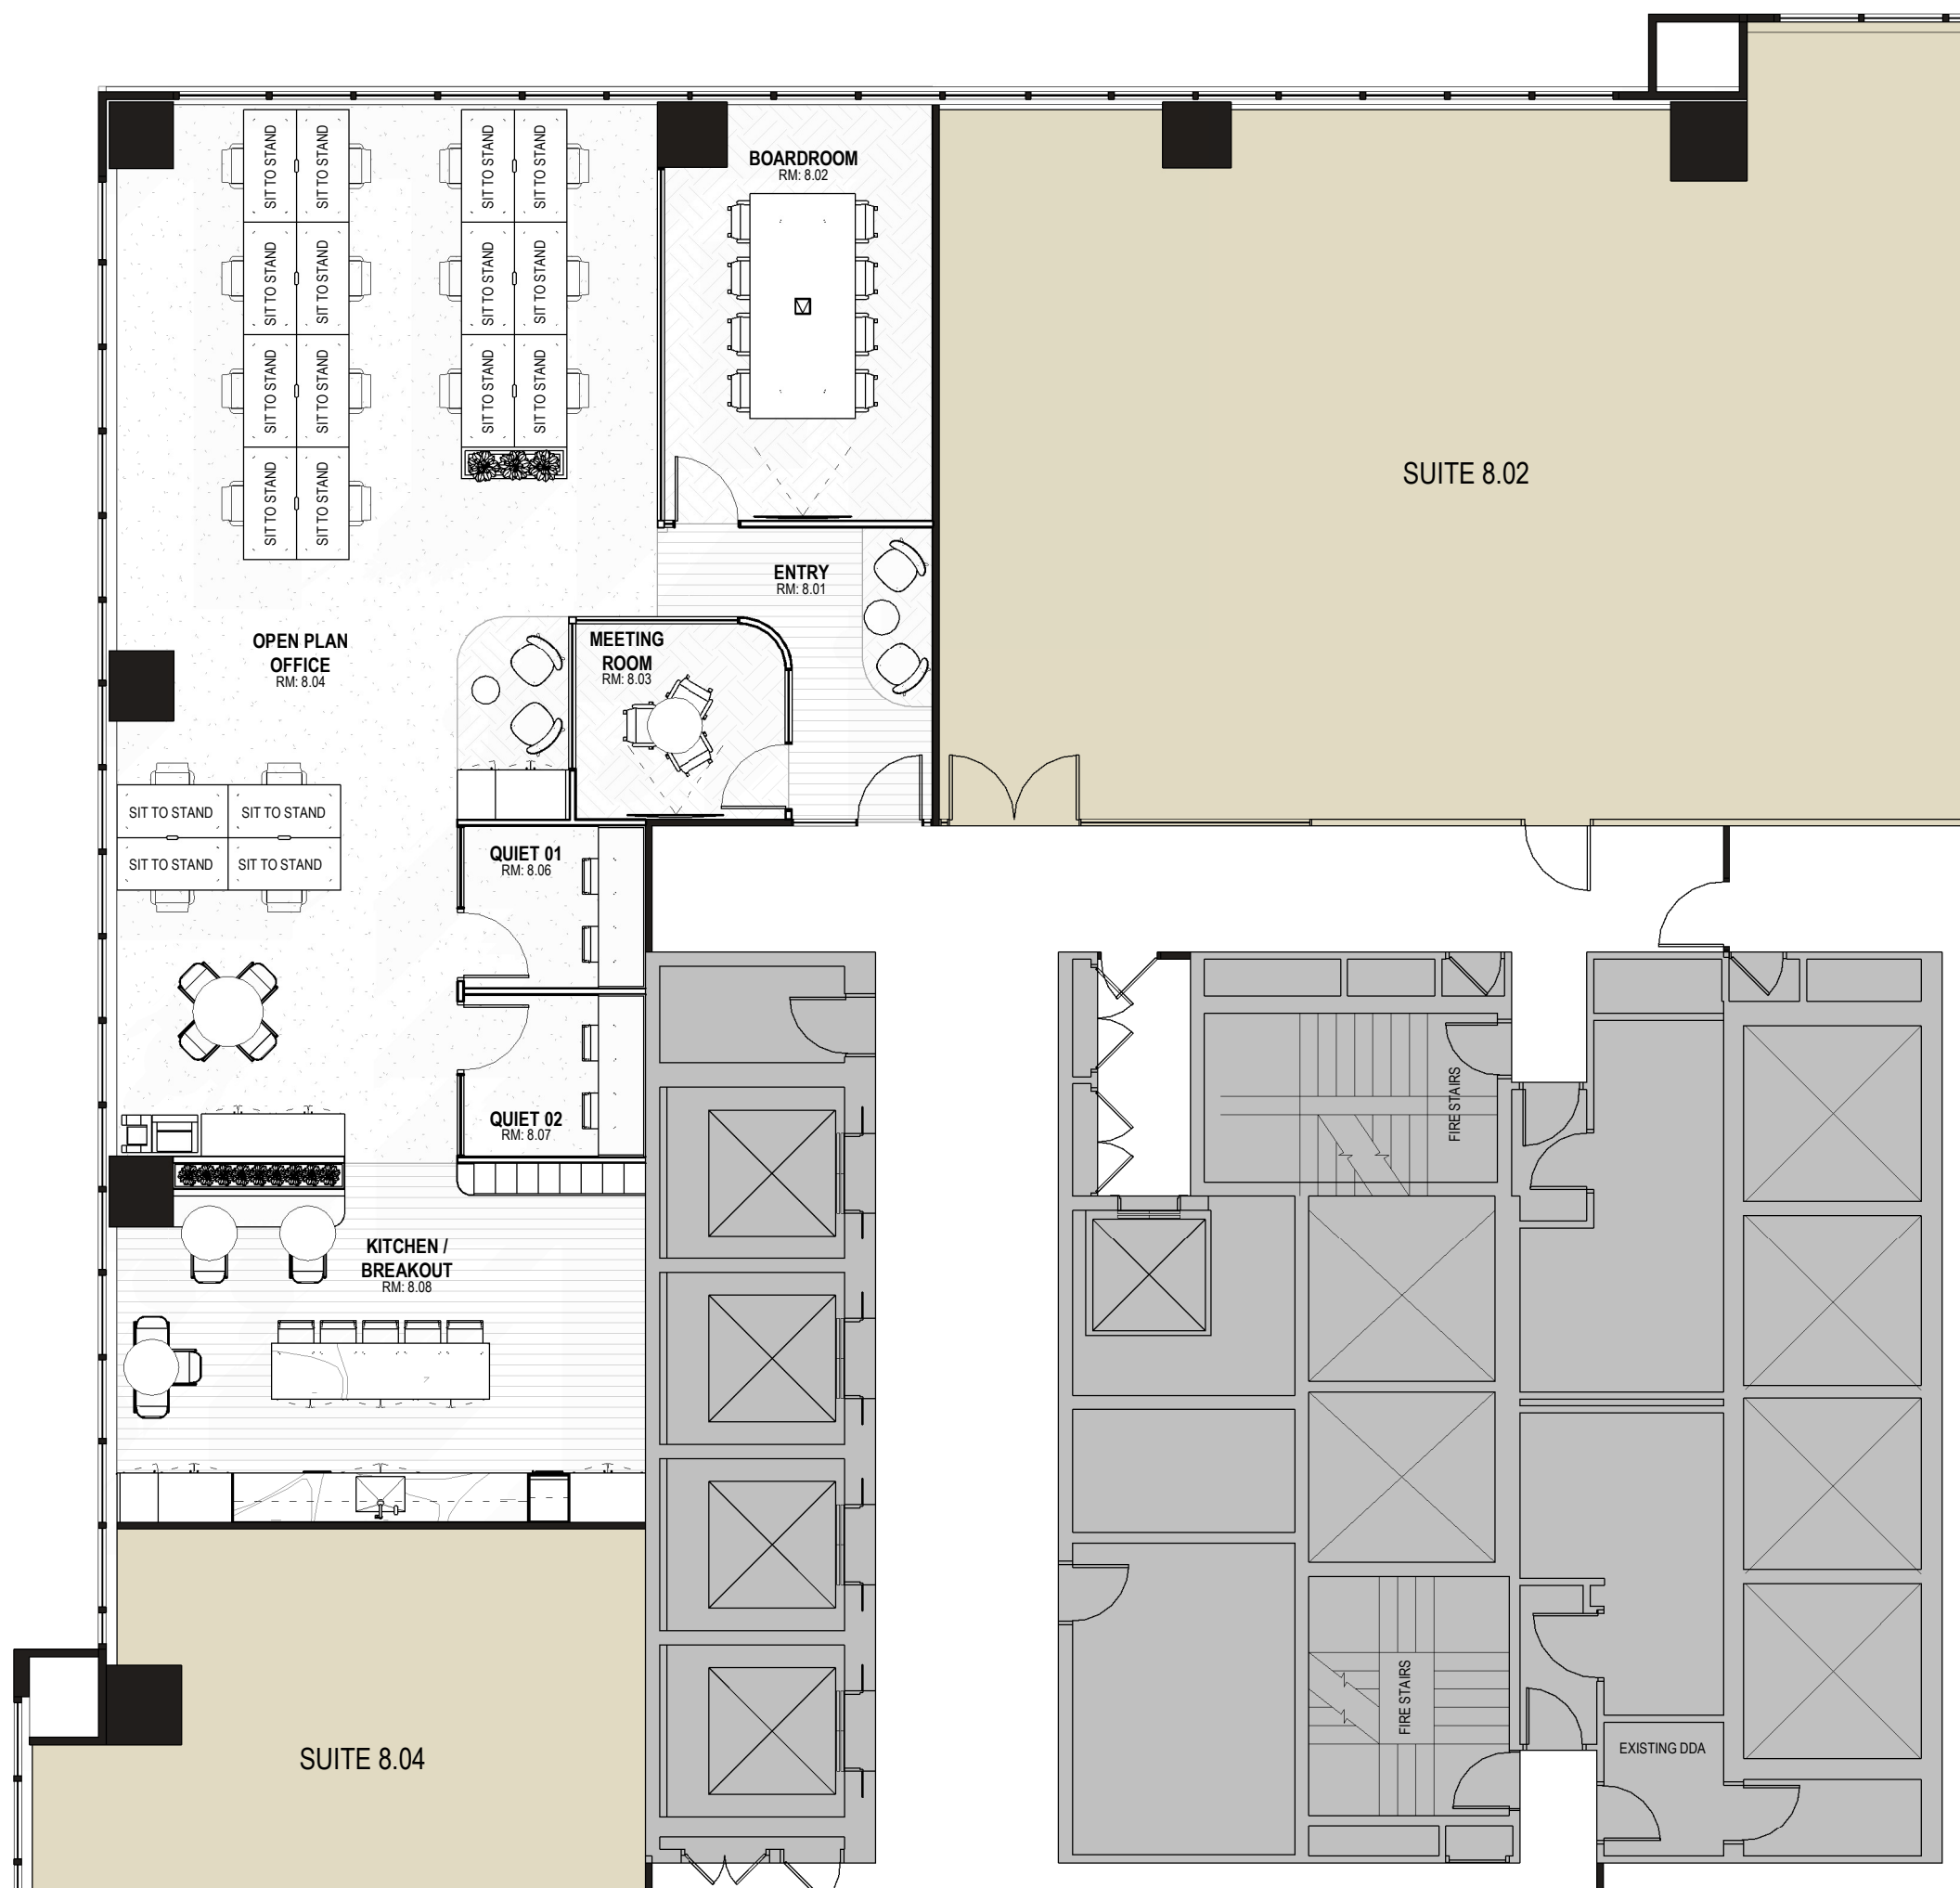 SIT TO STAND
SIT TO STAND
SIT TO STAND
SIT TO STAND
SIT TO STAND
SIT TO STAND
SIT TO STAND
SIT TO STAND
SIT TO STAND
SIT TO STAND
SIT TO STAND
SIT TO STAND
SIT TO STAND
SIT TO STAND
BOARDROOM
RM: 8.02
SUITE 8.02
ENTRY
RM: 8.01
OPEN PLAN
OFFICE
RM: 8.04
MEETING
ROOM
RM: 8.03
SIT TO STAND
SIT TO STAND
SIT TO STAND
SIT TO STAND
QUIET 01
RM: 8.06
QUIET 02
RM: 8.07
FIRE STAIRS
KITCHEN /
BREAKOUT
RM: 8.08
FIRE STAIRS
EXISTING DDA
SUITE 8.04